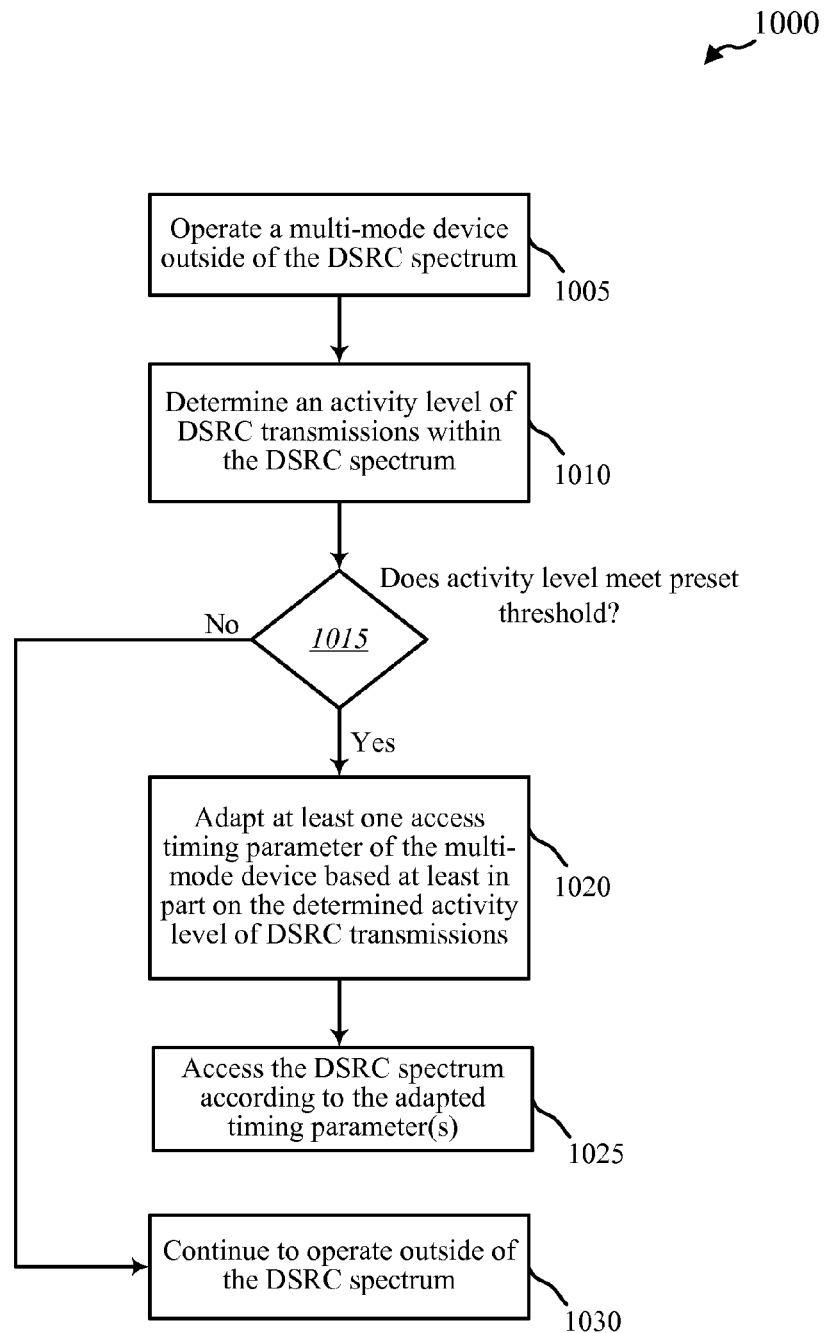 1000
Operate a multi-mode device
outside of the DSRC spectrum
1005
Determine an activity level of
DSRC transmissions within
the DSRC spectrum
1010
Does activity level meet preset
threshold?
No
1015
Yes
Adapt at least one access
timing parameter of the multi-
mode device based at least in
part on the determined activity
level of DSRC transmissions
1020
Access the DSRC spectrum
according to the adapted
timing parameter(s)
1025
Continue to operate outside of
the DSRC spectrum
1030